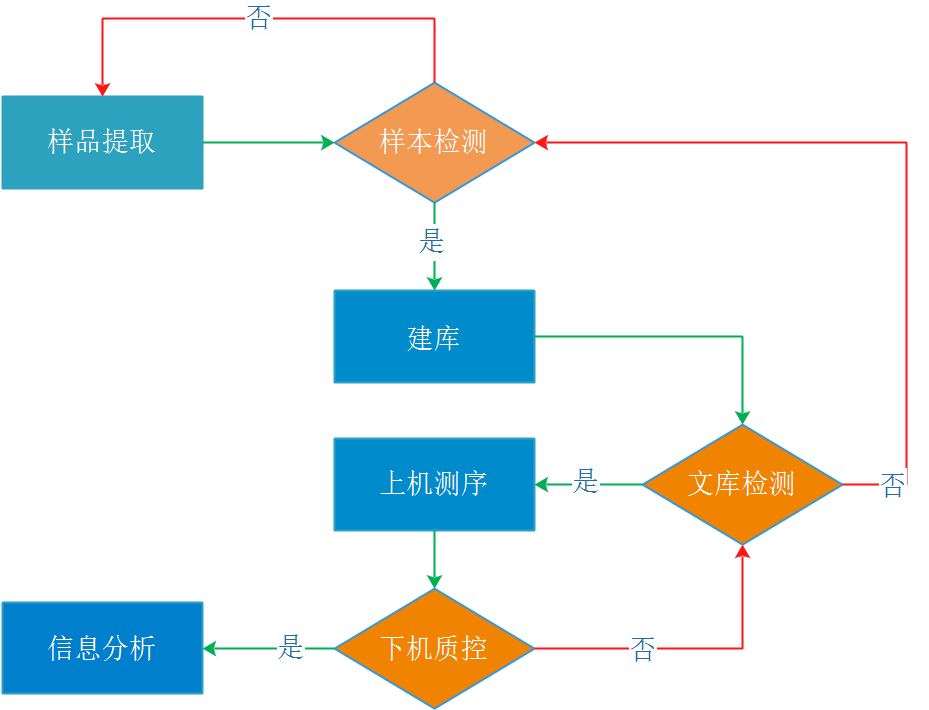 否
样品提取
样本检测
是
建库
上机测序
是
文库检测
否
信息分析
是
下机质控
否